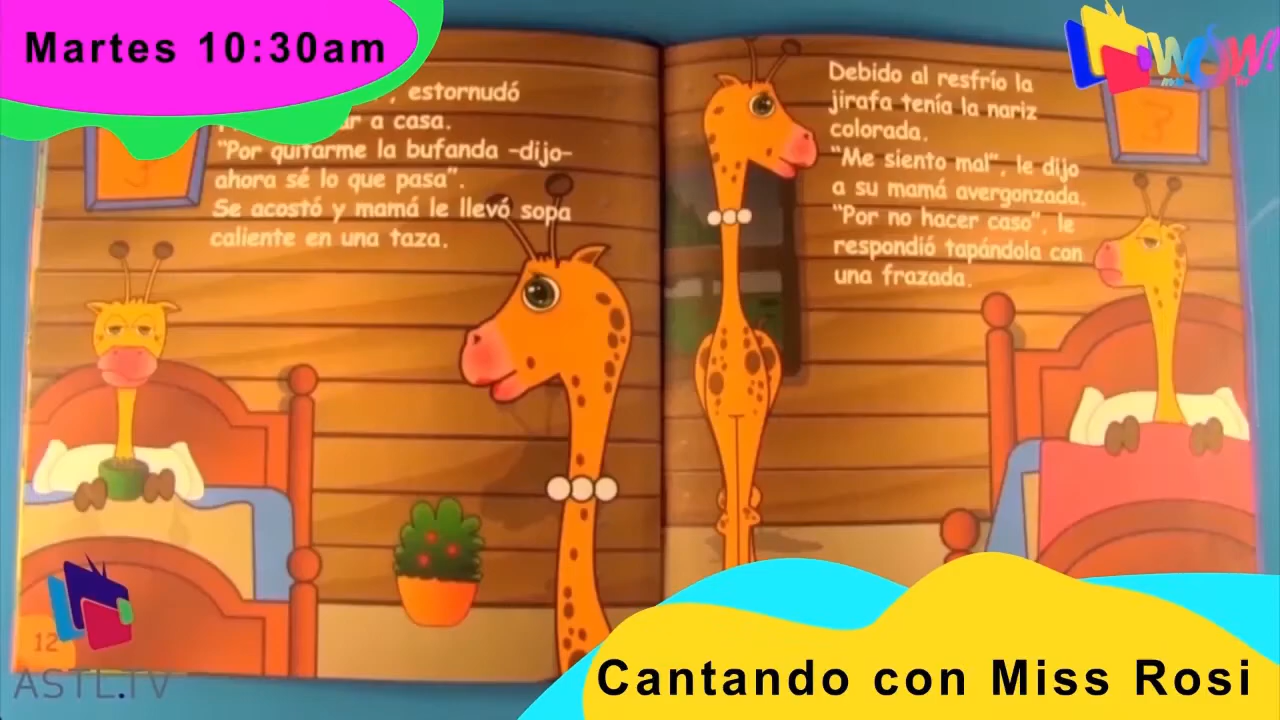 Martes 10:30am
WOW!
, estornudó
a casa.
“Por quitarme la bufanda –dijo–
ahora sé lo que pasa”.
Se acostó y mamá le llevó sopa
caliente en una taza.
Debido al resfrío la
jirafa tenía la nariz
colorada.
“Me siento mal”, le dijo
a su mamá avergonzada.
“Por no hacer caso”, le
respondió tapándola con
una frazada.
12
ASTL.TV
Cantando con Miss Rosi